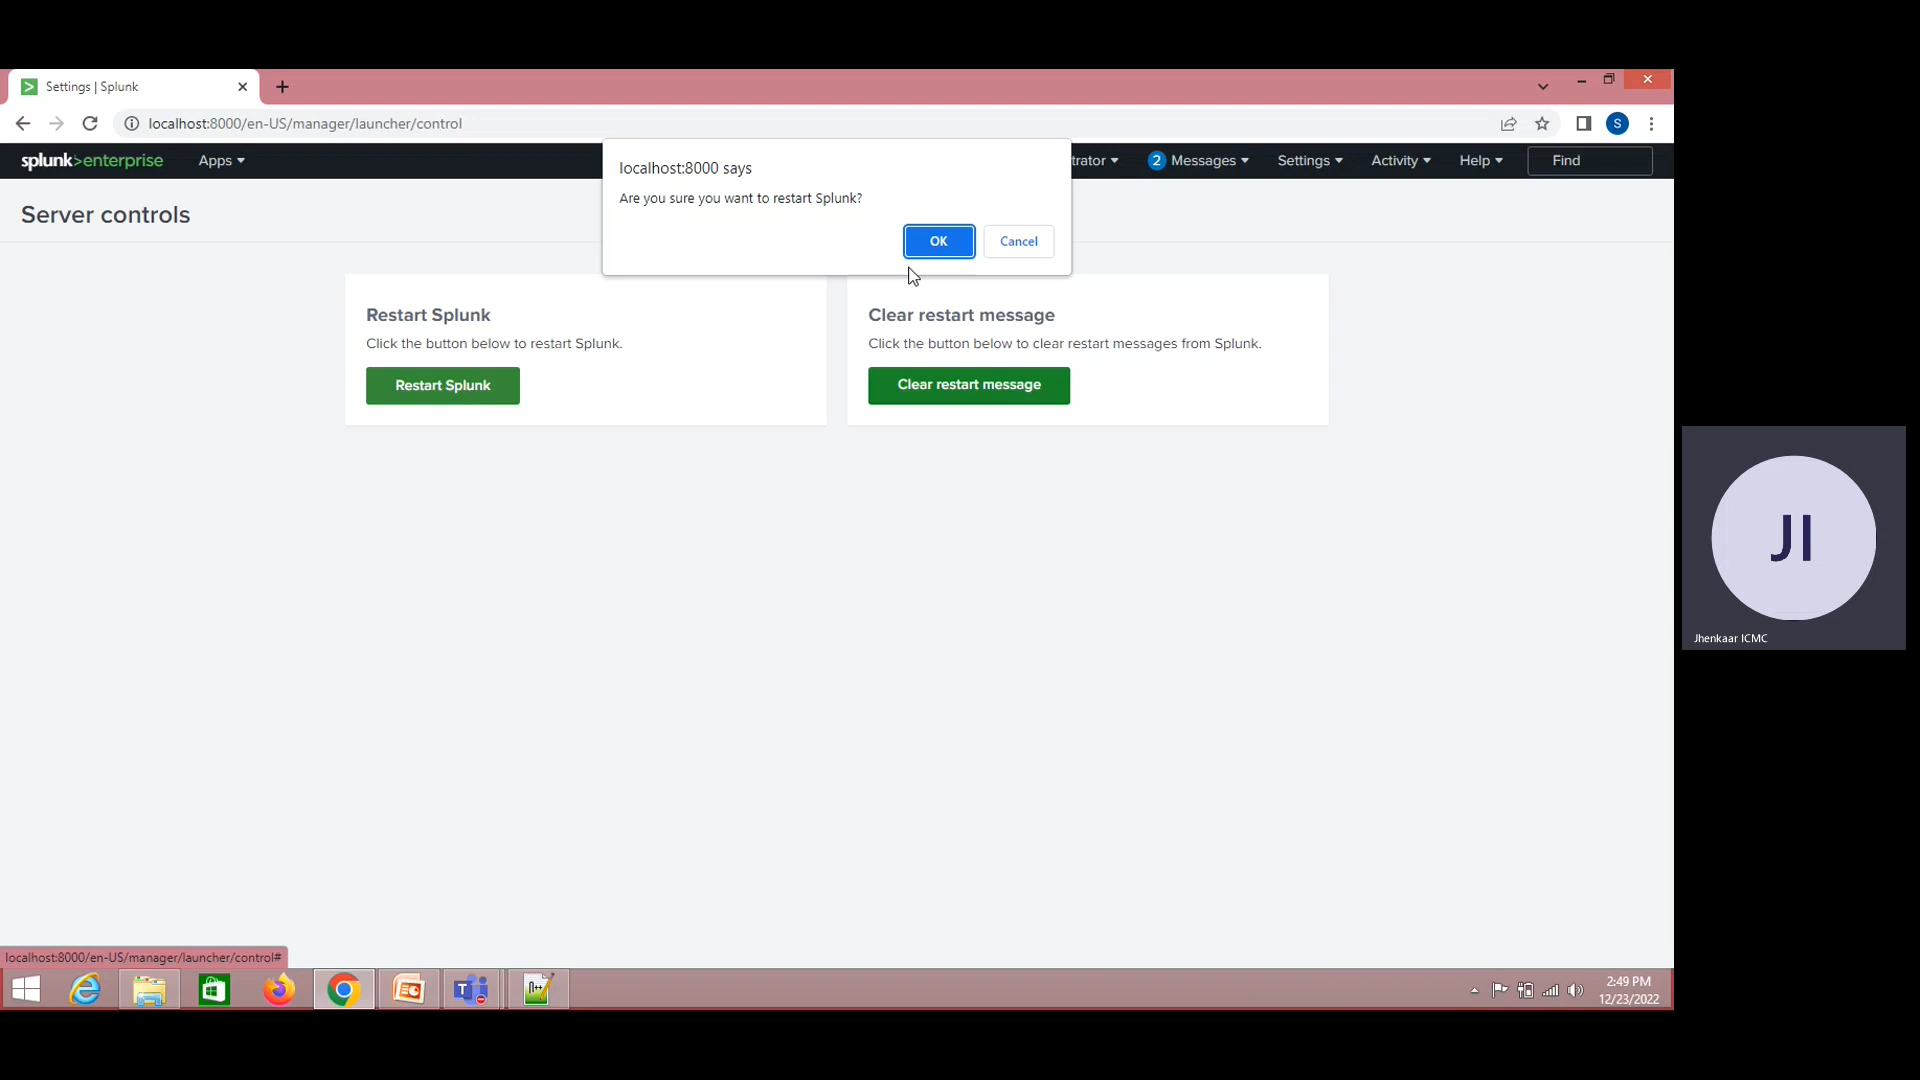 Settings | Splunk
localhost:8000/en-US/manager/launcher/control
S
splunk>enterprise
Apps
trator
2
Messages
Settings
Activity
Help
Find
localhost:8000 says
Are you sure you want to restart Splunk?
OK
Cancel
Server controls
Restart Splunk
Click the button below to restart Splunk.
Restart Splunk
Clear restart message
Click the button below to clear restart messages from Splunk.
Clear restart message
JI
Jhenkaar ICMC
localhost:8000/en-US/manager/launcher/control#
2:49 PM
12/23/2022